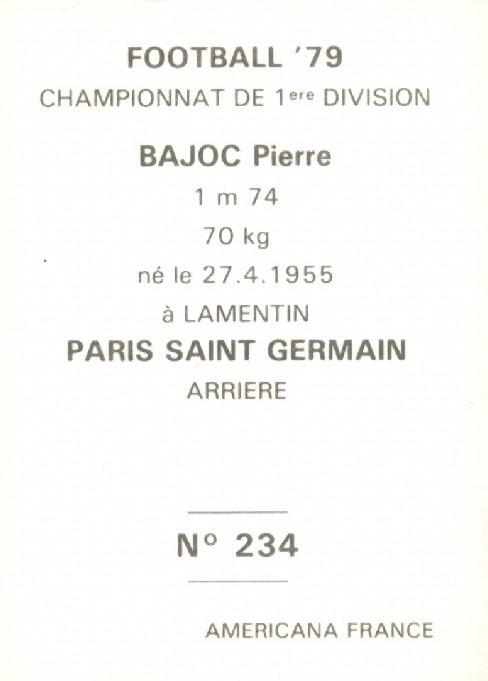 FOOTBALL '79
CHAMPIONNAT DE 1ere DIVISION
BAJOC Pierre
1 m 74
70 kg
né le 27.4.1955
à LAMENTIN
PARIS SAINT GERMAIN
ARRIERE
Nº 234
AMERICANA FRANCE